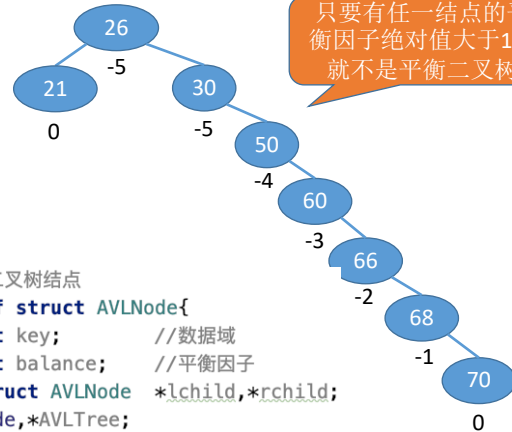 26
只要有任一结点的
衡因子绝对值大于1
就不是平衡二叉树
-5
21
30
0
-5
50
-4
60
-3
66
二叉树结点
struct AVLNode{
-2
key; //数据域
68
balance; //平衡因子
-1
AVLNode *lchild,*rchild;
70
,*AVLTree;
0